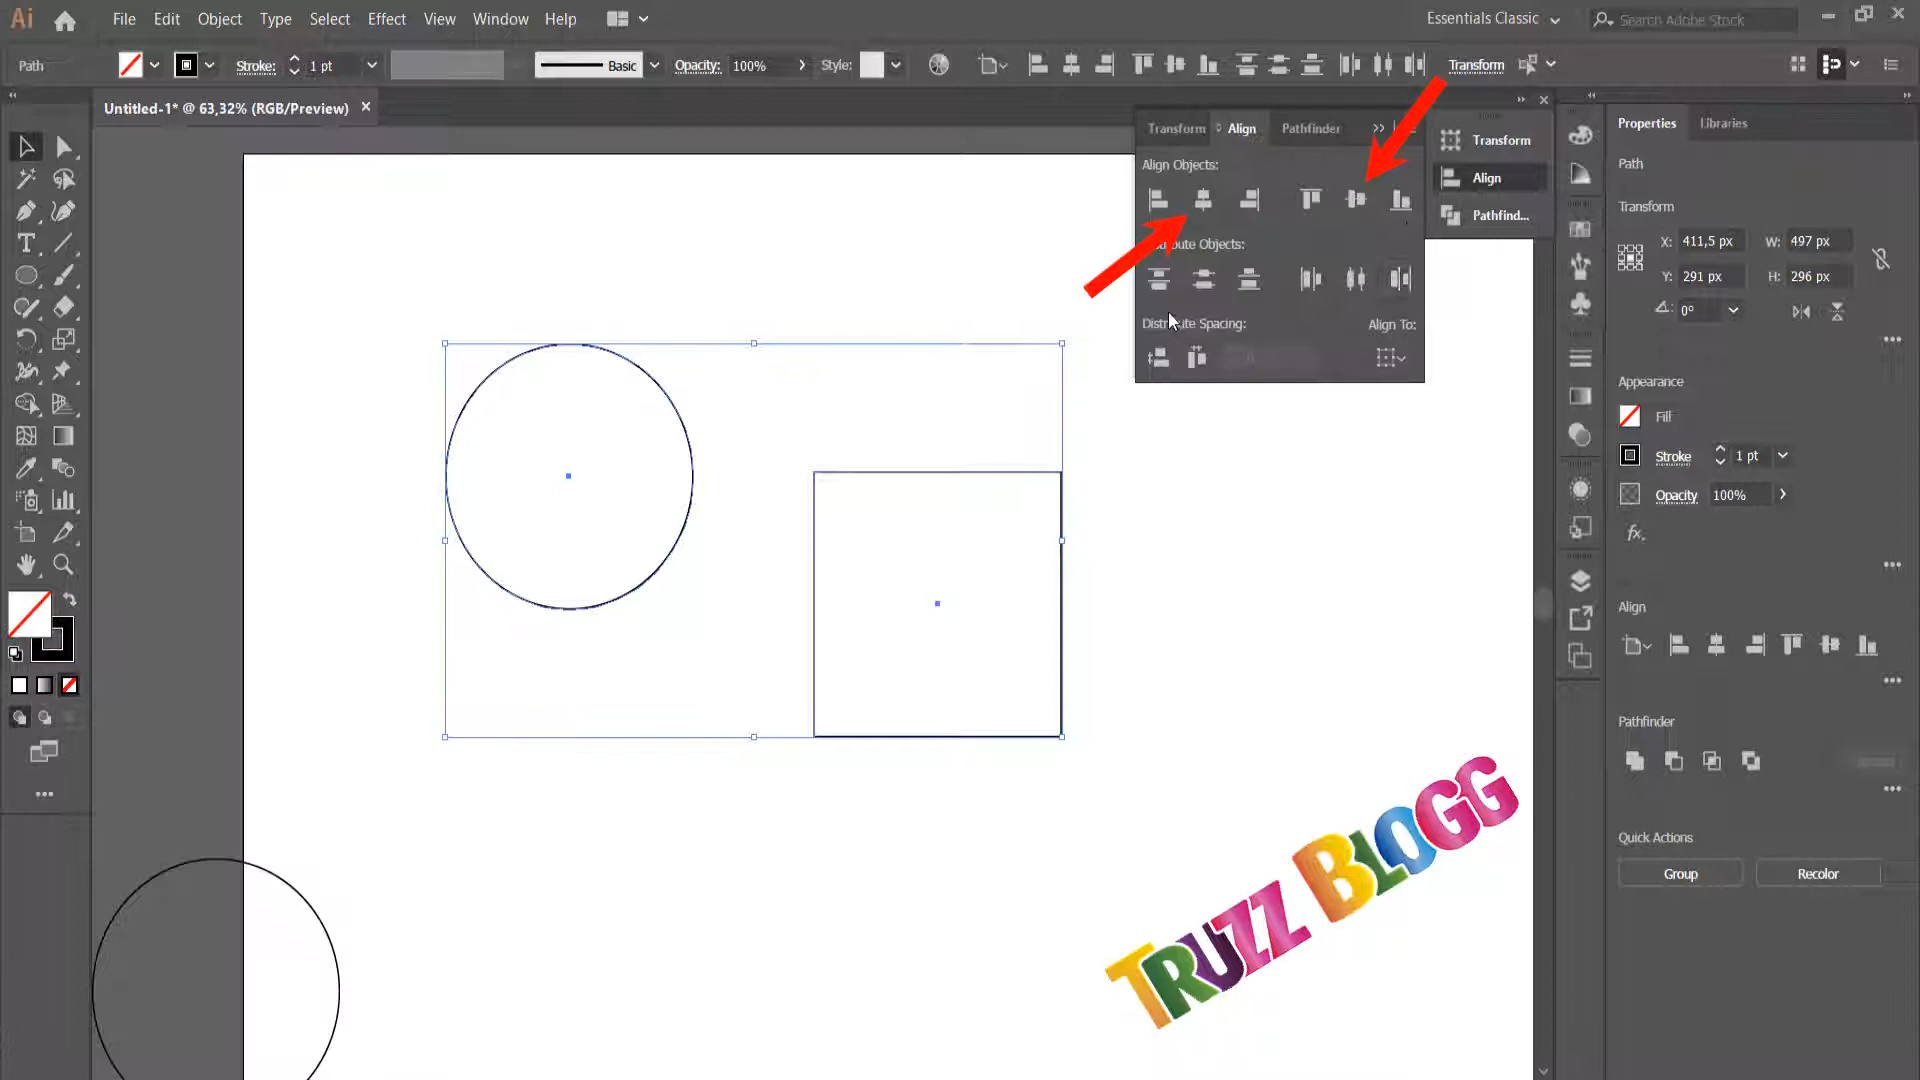 Ai File Edit Object Type Select Effect View Window Help Essentials Classic Search Adobe Stock
Path Stroke: 1 pt Basic Opacity: 100% Style: Transform
Untitled-1* @ 63,32% (RGB/Preview)
Transform Align Pathfinder
Align Objects:
Objects:
Distribute Spacing: Align To:
Transform
Align
Pathfind...
Properties Libraries
Path
Transform
X: 411,5 px W: 497 px
Y: 291 px H: 296 px
0°
Appearance
Fill
Stroke 1 pt
Opacity 100%
fx.
Align
Pathfinder
Quick Actions
Group Recolor
TRUZZ BLOGG